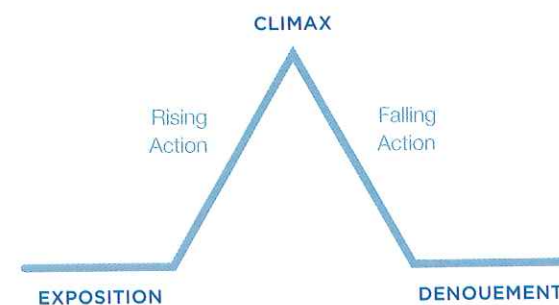 CLIMAX
Rising
Action
Falling
Action
EXPOSITION
DENOUEMENT